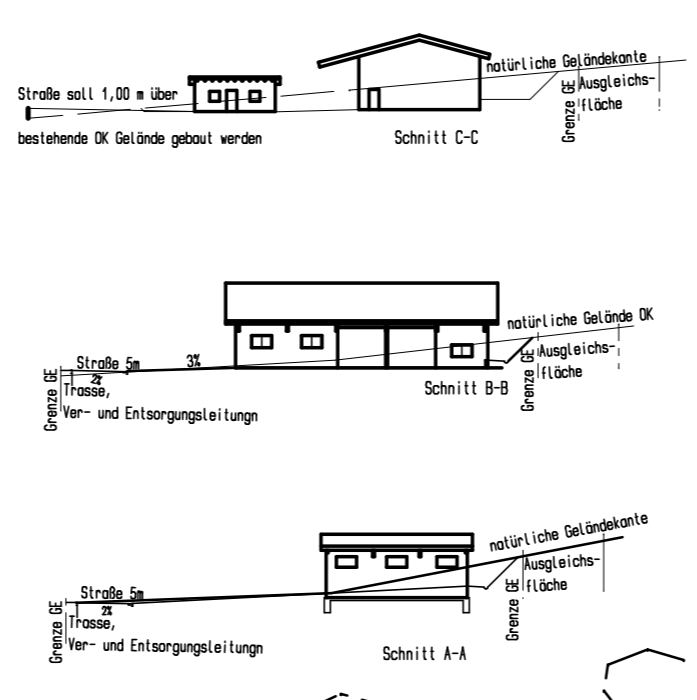 natürliche Geländekante
Straße soll 1,00 m über
Ausgleichs-
fläche
Grenze GE
bestehende OK Gelände gebaut werden
Schnitt C-C
natürliche Gelände OK
Straße 5m
3%
2%
Ausgleichs-
fläche
Grenze GE
Grenze GE
Trasse,
Ver- und Entsorgungsleitungn
Schnitt B-B
natürliche Geländekante
Ausgleichs-
fläche
Grenze GE
Straße 5m
2%
Grenze GE
Trasse,
Ver- und Entsorgungsleitungn
Schnitt A-A